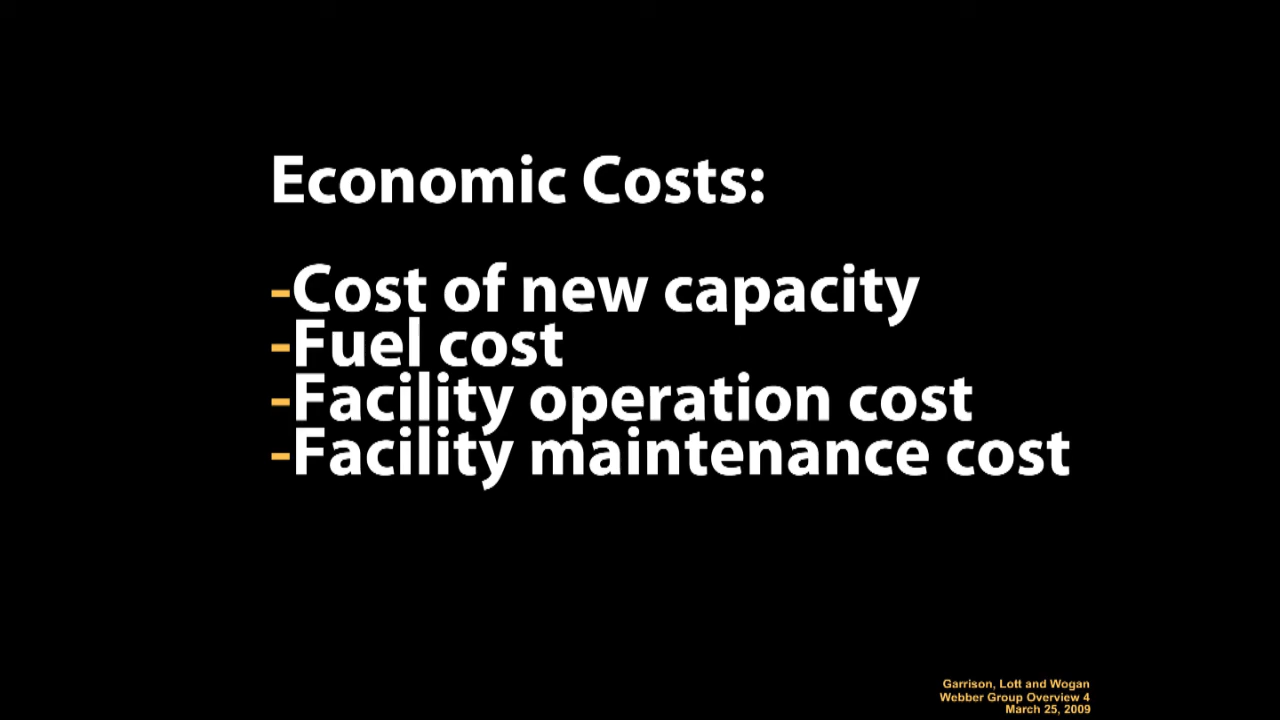 Economic Costs:
-Cost of new capacity
-Fuel cost
-Facility operation cost
-Facility maintenance cost
Garrison, Lott and Wogan
Webber Group Overview 4
March 25, 2009